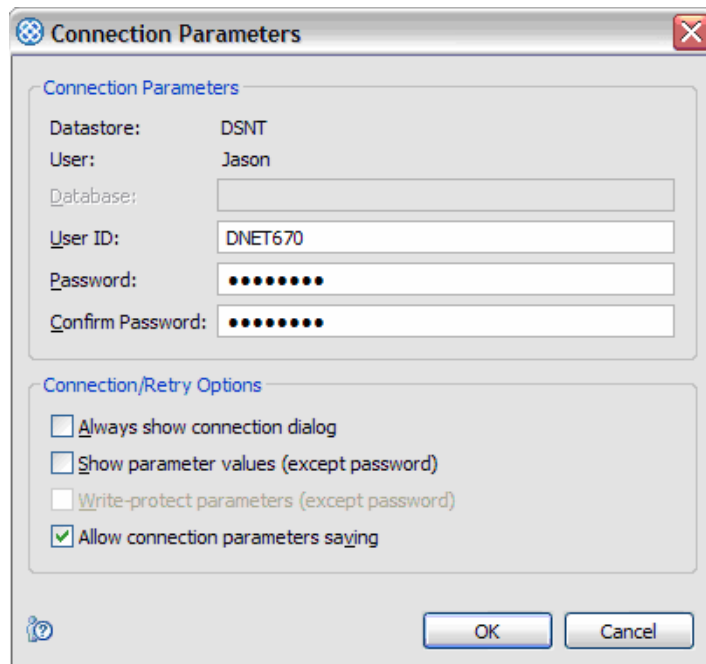 Connection Parameters
Connection Parameters
Datastore: DSNT
User: Jason
Database:
User ID: DNET670
Password: ●●●●●●●●
Confirm Password: ●●●●●●●●
Connection/Retry Options
Always show connection dialog
Show parameter values (except password)
Write-protect parameters (except password)
Allow connection parameters saving
OK Cancel